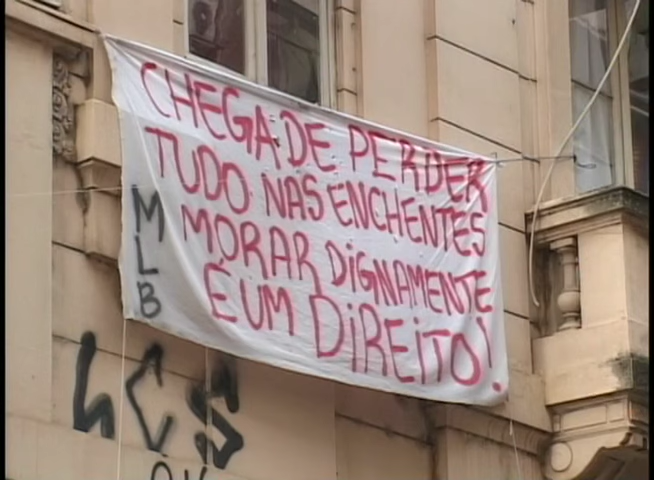 CHEGA DE PERDER
TUDO NAS ENCHENTES
MORAR DiGNAMENTE
É UM DiREiTO!
MLB